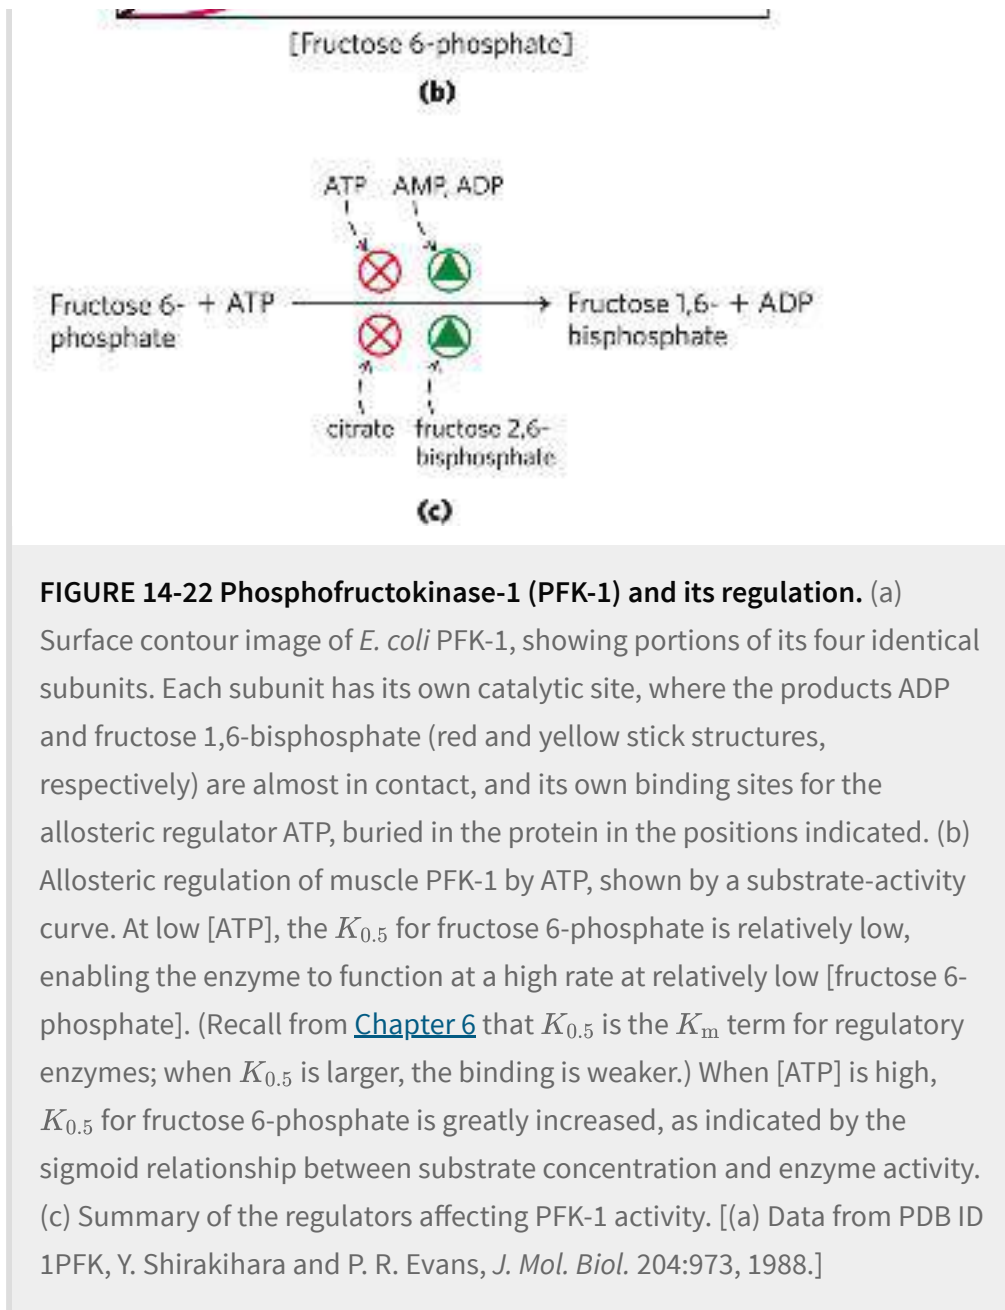 [Fructose 6-phosphate]
(b)
ATP AMP, ADP
Fructose 6- + ATP Fructose 1,6- + ADP
phosphate bisphosphate
citrate fructose 2,6-
bisphosphate
(c)
FIGURE 14-22 Phosphofructokinase-1 (PFK-1) and its regulation. (a)
Surface contour image of E. coli PFK-1, showing portions of its four identical
subunits. Each subunit has its own catalytic site, where the products ADP
and fructose 1,6-bisphosphate (red and yellow stick structures,
respectively) are almost in contact, and its own binding sites for the
allosteric regulator ATP, buried in the protein in the positions indicated. (b)
Allosteric regulation of muscle PFK-1 by ATP, shown by a substrate-activity
curve. At low [ATP], the K0.5 for fructose 6-phosphate is relatively low,
enabling the enzyme to function at a high rate at relatively low [fructose 6-
phosphate]. (Recall from Chapter 6 that K0.5 is the Km term for regulatory
enzymes; when K0.5 is larger, the binding is weaker.) When [ATP] is high,
K0.5 for fructose 6-phosphate is greatly increased, as indicated by the
sigmoid relationship between substrate concentration and enzyme activity.
(c) Summary of the regulators affecting PFK-1 activity. [(a) Data from PDB ID
1PFK, Y. Shirakihara and P. R. Evans, J. Mol. Biol. 204:973, 1988.]